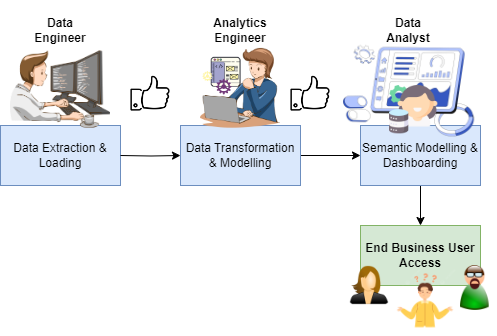 Data
Engineer
Analytics
Engineer
Data
Analyst
Data Extraction &
Loading
Data Transformation
& Modelling
Semantic Modelling &
Dashboarding
End Business User
Access
? ? ?